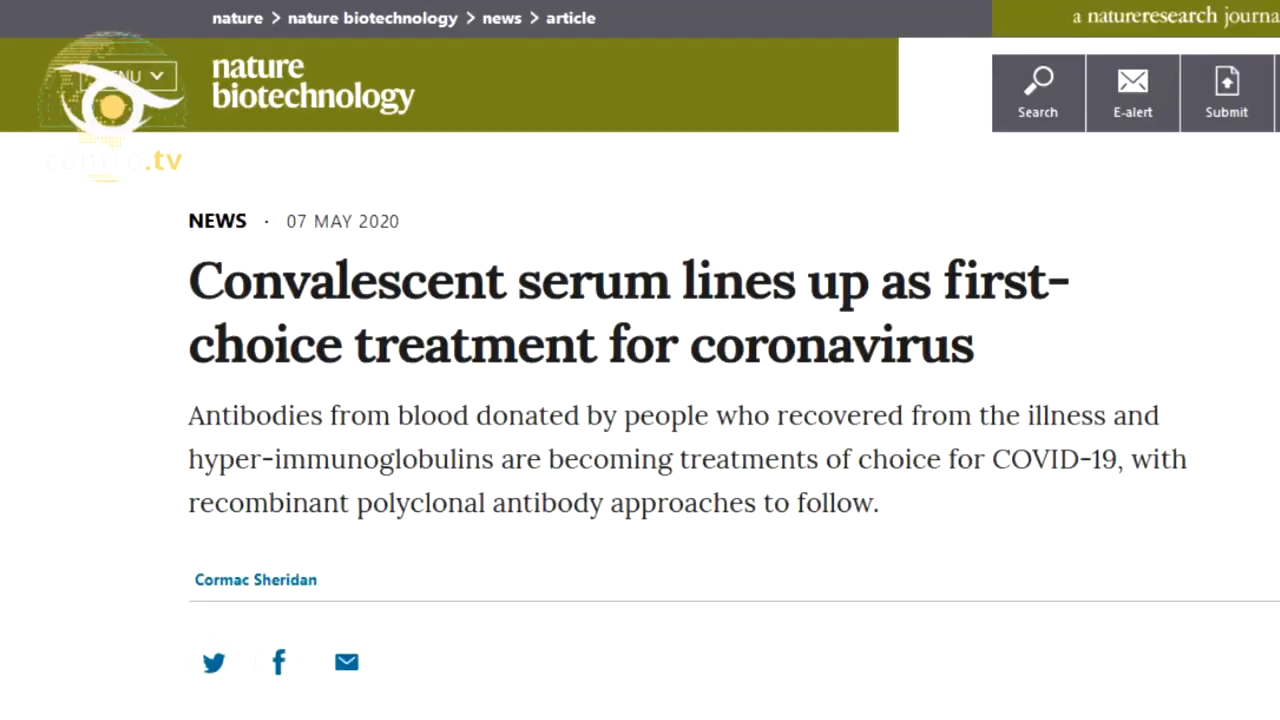 nature > nature biotechnology > news > article
a natureresearch journa
nature
biotechnology
Search
E-alert
Submit
.tv
NEWS · 07 MAY 2020
Convalescent serum lines up as first-
choice treatment for coronavirus
Antibodies from blood donated by people who recovered from the illness and
hyper-immunoglobulins are becoming treatments of choice for COVID-19, with
recombinant polyclonal antibody approaches to follow.
Cormac Sheridan